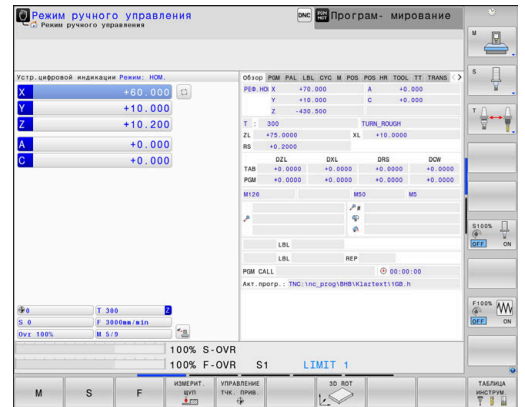 Режим ручного управления
Режим ручного управления
DNC
Програм- мирование
Устр.цифровой индикации Режим: НОМ.
X +60.000
Y +10.000
Z +10.200
A +0.000
C +0.000
Обзор PGM PAL LBL CYC M POS POS HR TOOL TT TRANS
РЕФ.НОМ X +70.000 A +0.000
Y +10.000 C +0.000
Z -430.500
T : 300 TURN_ROUGH
ZL +75.0000 XL +10.0000
RS +0.2000
DZL DXL DRS DCW
TAB +0.0000 +0.0000 +0.0000 +0.0000
PGM +0.0000 +0.0000 +0.0000 +0.0000
M126 M50 M5
LBL
LBL REP
PGM CALL 00:00:00
Акт.прогр.: TNC:\nc_prog\BHB\Klartext\1GB.h
0 T 300 Z
S 0 F 3000mm/min
Ovr 100% M 5/9
100% S-OVR
100% F-OVR S1 LIMIT 1
M
S
T
S100%
OFF ON
F100%
OFF ON
M
S
F
ИЗМЕРИТ. ЩУП
УПРАВЛЕНИЕ ТЧК. ПРИВ.
3D ROT
ТАБЛИЦА ИНСТРУМ.